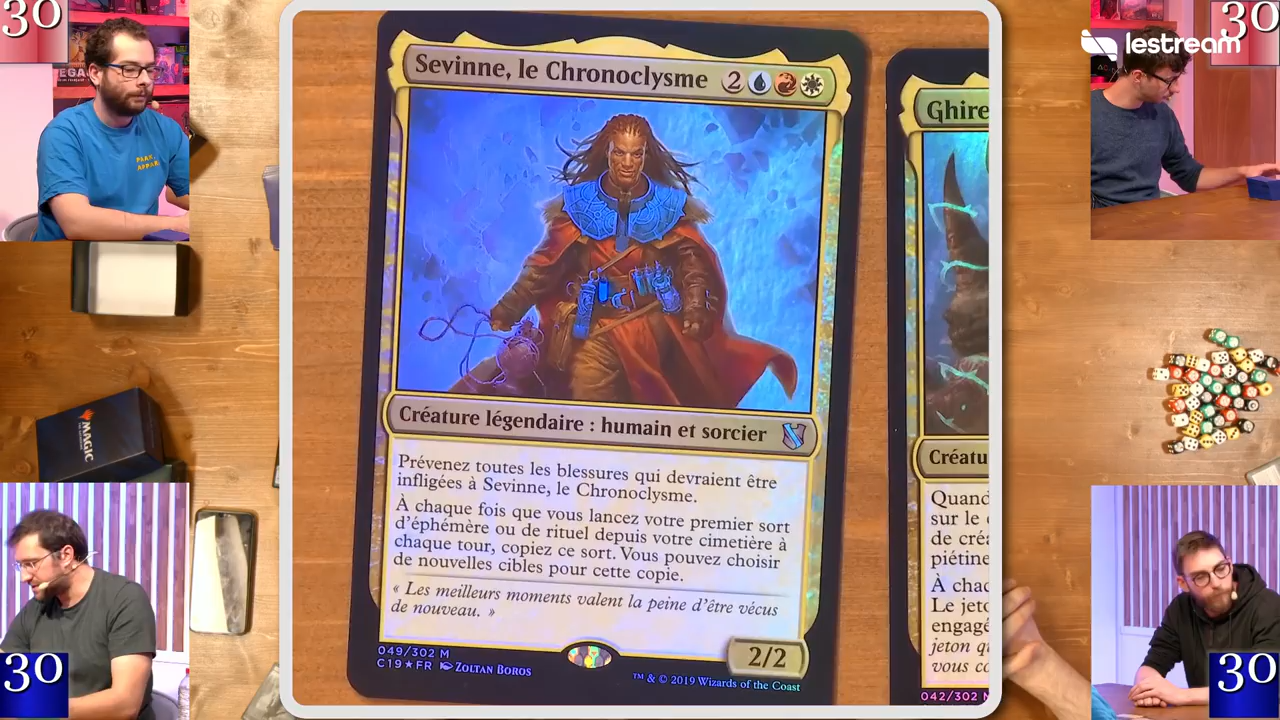 30
30
lestream
PARK
APPAR
MAGIC
Sevinne, le Chronoclysme
2
Créature légendaire : humain et sorcier
Prévenez toutes les blessures qui devraient être
infligées à Sevinne, le Chronoclysme.
À chaque fois que vous lancez votre premier sort
d'éphémère ou de rituel depuis votre cimetière à
chaque tour, copiez ce sort. Vous pouvez choisir
de nouvelles cibles pour cette copie.
« Les meilleurs moments valent la peine d'être vécus
de nouveau. »
2/2
049/302 M
C19★FR Zoltan Boros
™ & © 2019 Wizards of the Coast
Ghire
Créatu
Quand
sur le
de créa
piétine
À chac
Le jeto
engagé
jeton qu
vous co
042/302 M
30
30